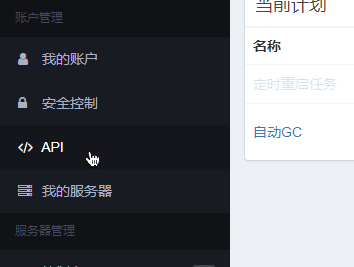 账户管理
我的账户
安全控制
API
我的服务器
服务器管理
当前计划
名称
定时重启任务
自动GC